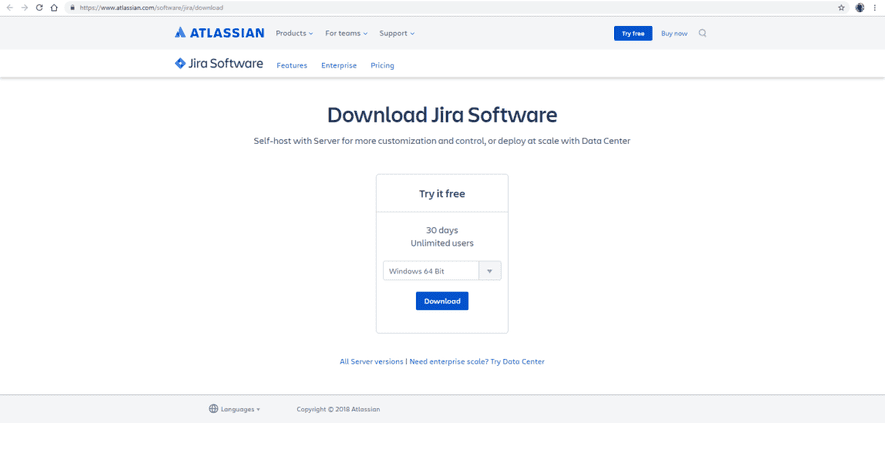 https://www.atlassian.com/software/jira/download
ATLASSIAN Products For teams Support Try free Buy now
Jira Software Features Enterprise Pricing
Download Jira Software
Self-host with Server for more customization and control, or deploy at scale with Data Center
Try it free
30 days
Unlimited users
Windows 64 Bit
Download
All Server versions | Need enterprise scale? Try Data Center
Languages Copyright © 2018 Atlassian